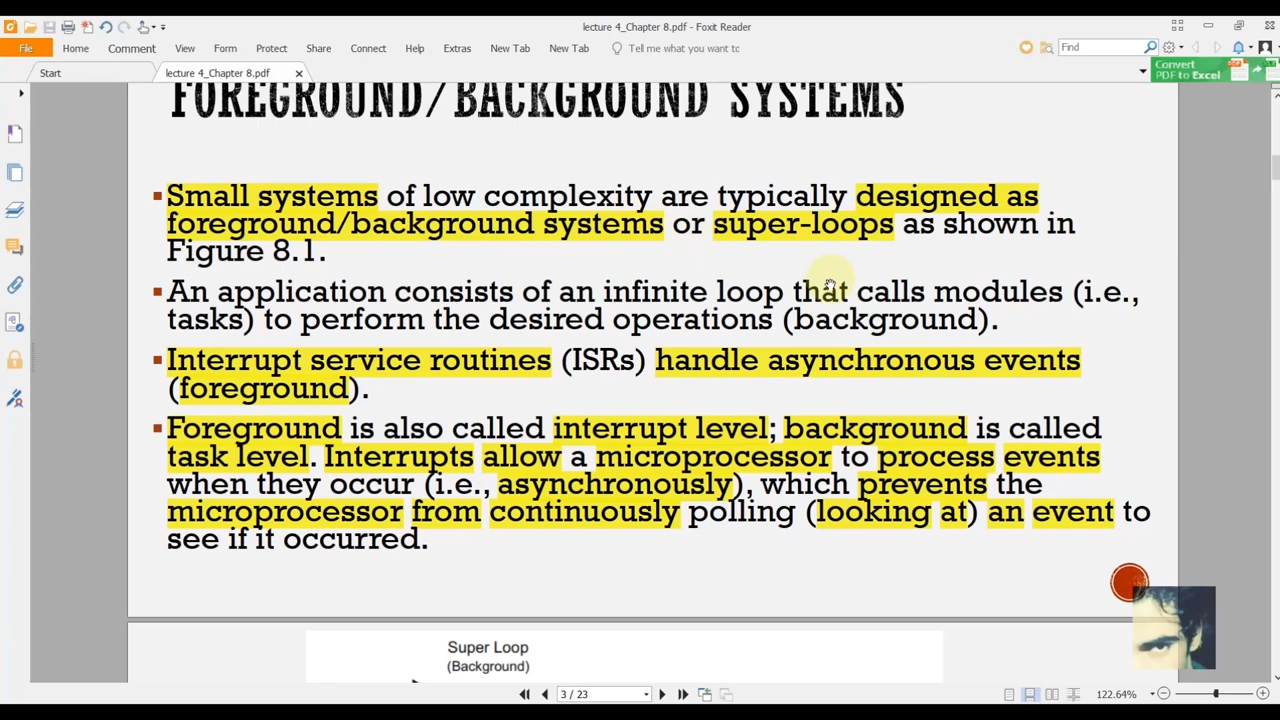 lecture 4_Chapter 8.pdf - Foxit Reader
File Home Comment View Form Protect Share Connect Help Extras New Tab New Tab Tell me what you want to Find
Start lecture 4_Chapter 8.pdf
Convert
PDF to Excel
FOREGROUND/BACKGROUND SYSTEMS
Small systems of low complexity are typically designed as
foreground/background systems or super-loops as shown in
Figure 8.1.
An application consists of an infinite loop that calls modules (i.e.,
tasks) to perform the desired operations (background).
Interrupt service routines (ISRs) handle asynchronous events
(foreground).
Foreground is also called interrupt level; background is called
task level. Interrupts allow a microprocessor to process events
when they occur (i.e., asynchronously), which prevents the
microprocessor from continuously polling (looking at) an event to
see if it occurred.
Super Loop
(Background)
3 / 23 122.64%